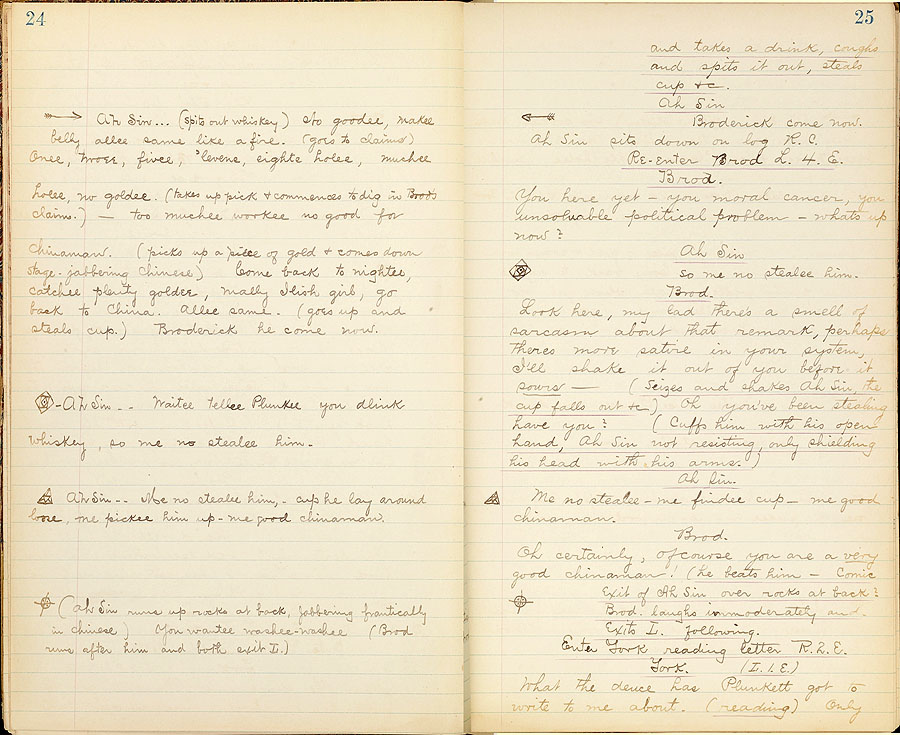 24
Ah Sin... (spits out whiskey) No goodee, makee
belly allee same like a fire. (goes to claims)
Onee, twoee, fivee, 'levene, eighte holee, muchee
holee, no goldee. (takes up pick & commences to dig in Brods
claims.) — too muchee workee no good for
chinaman. (picks up a piece of gold & comes down
stage - jabbering chinese) Come back to nightee,
catchee plenty goldee, mally Ilish girl, go
back to China. Allee same. (goes up and
steals cup.) Broderick he come now.
- Ah Sin -- Waitee tellee Plunkee you dlink
whiskey, so me no stealee him.
Ah Sin -- Me no stealee him, - cup he lay around
loose, me pickee him up - me good chinaman.
(Ah Sin runs up rocks at back, jabbering frantically
in chinese) You wantee washee-washee (Brod
runs after him and both exit L.)
25
and takes a drink, coughs
and spits it out, steals
cup &c.
Ah Sin
Broderick come now.
Ah Sin sits down on log R. C.
Re-enter Brod L. 4. E.
Brod.
You here yet - you moral cancer, you
unsolvable political problem - whats up
now?
Ah Sin
so me no stealee him.
Brod.
Look here, my lad there's a smell of
sarcasm about that remark, perhaps
theres more satire in your system,
I'll shake it out of you before it
sours — (Seizes and shakes Ah Sin the
cup falls out &c) Oh you've been stealing
have you? (Cuffs him with his open
hand, Ah Sin not resisting, only shielding
his head with his arms.)
Ah Sin.
Me no stealee - me findee cup - me good
chinaman.
Brod.
Oh certainly, ofcourse you are a very
good chinaman! (he beats him - Comic
Exit of Ah Sin over rocks at back:
Brod. laughs immoderately and
Exits L. following.
Enter York reading letter R. 2. E.
York. (L. 1. E.)
What the deuce has Plunkett got to
write to me about. (reading) Only